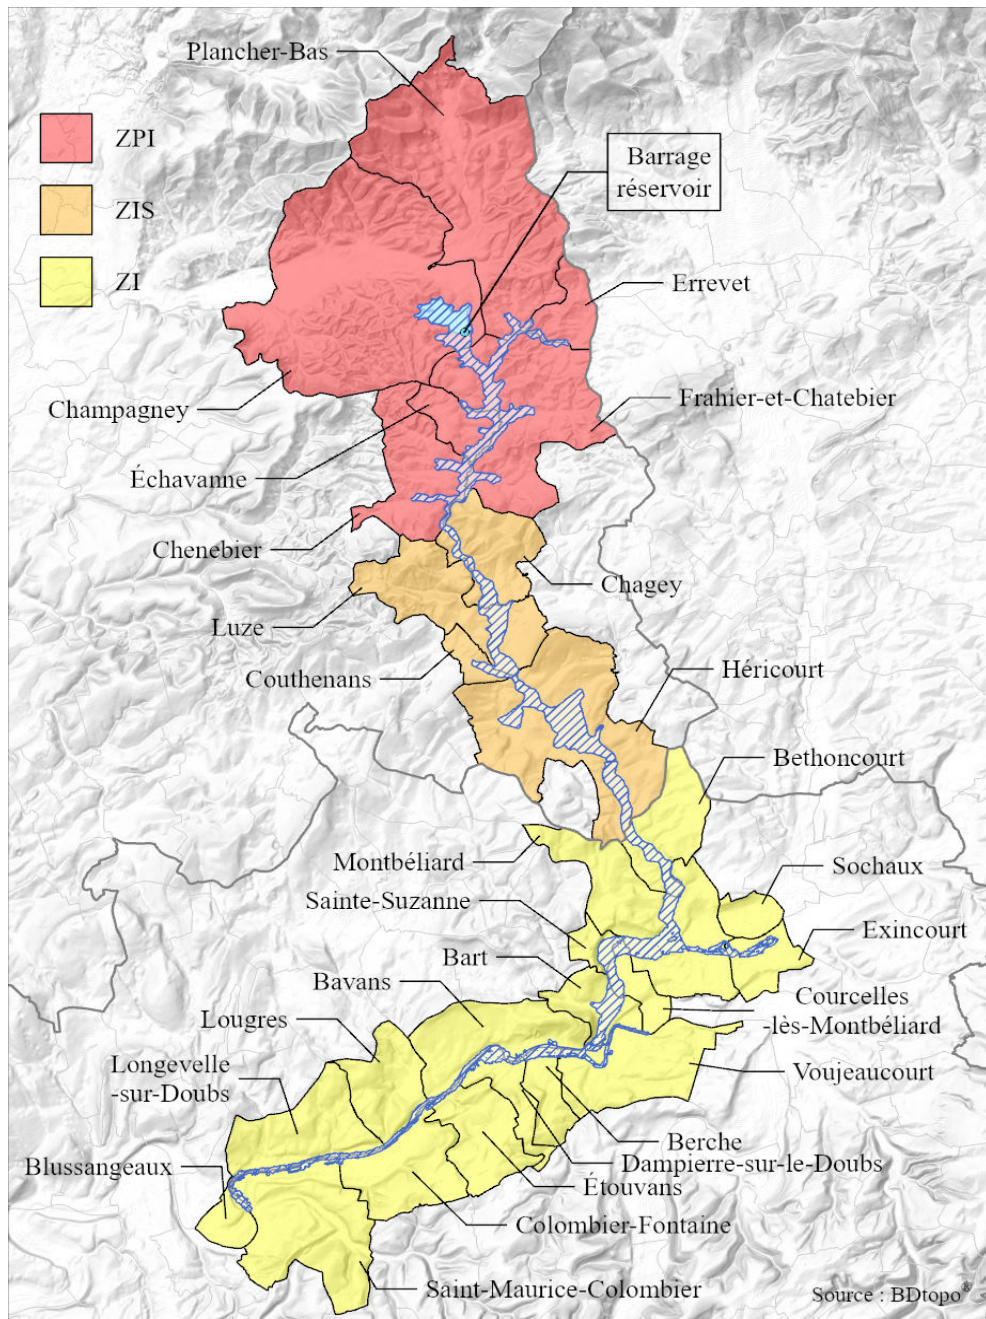 Plancher-Bas
ZPI
Barrage
réservoir
ZIS
ZI
Errevet
Champagney
Frahier-et-Chatebier
Échavanne
Chenebier
Chagey
Luze
Couthenans
Héricourt
Bethoncourt
Montbéliard
Sochaux
Sainte-Suzanne
Exincourt
Bart
Bavans
Courcelles
-lès-Montbéliard
Lougres
Longevelle
-sur-Doubs
Voujeaucourt
Berche
Blussangeaux
Dampierre-sur-le-Doubs
Étouvans
Colombier-Fontaine
Saint-Maurice-Colombier
Source : BDtopo®